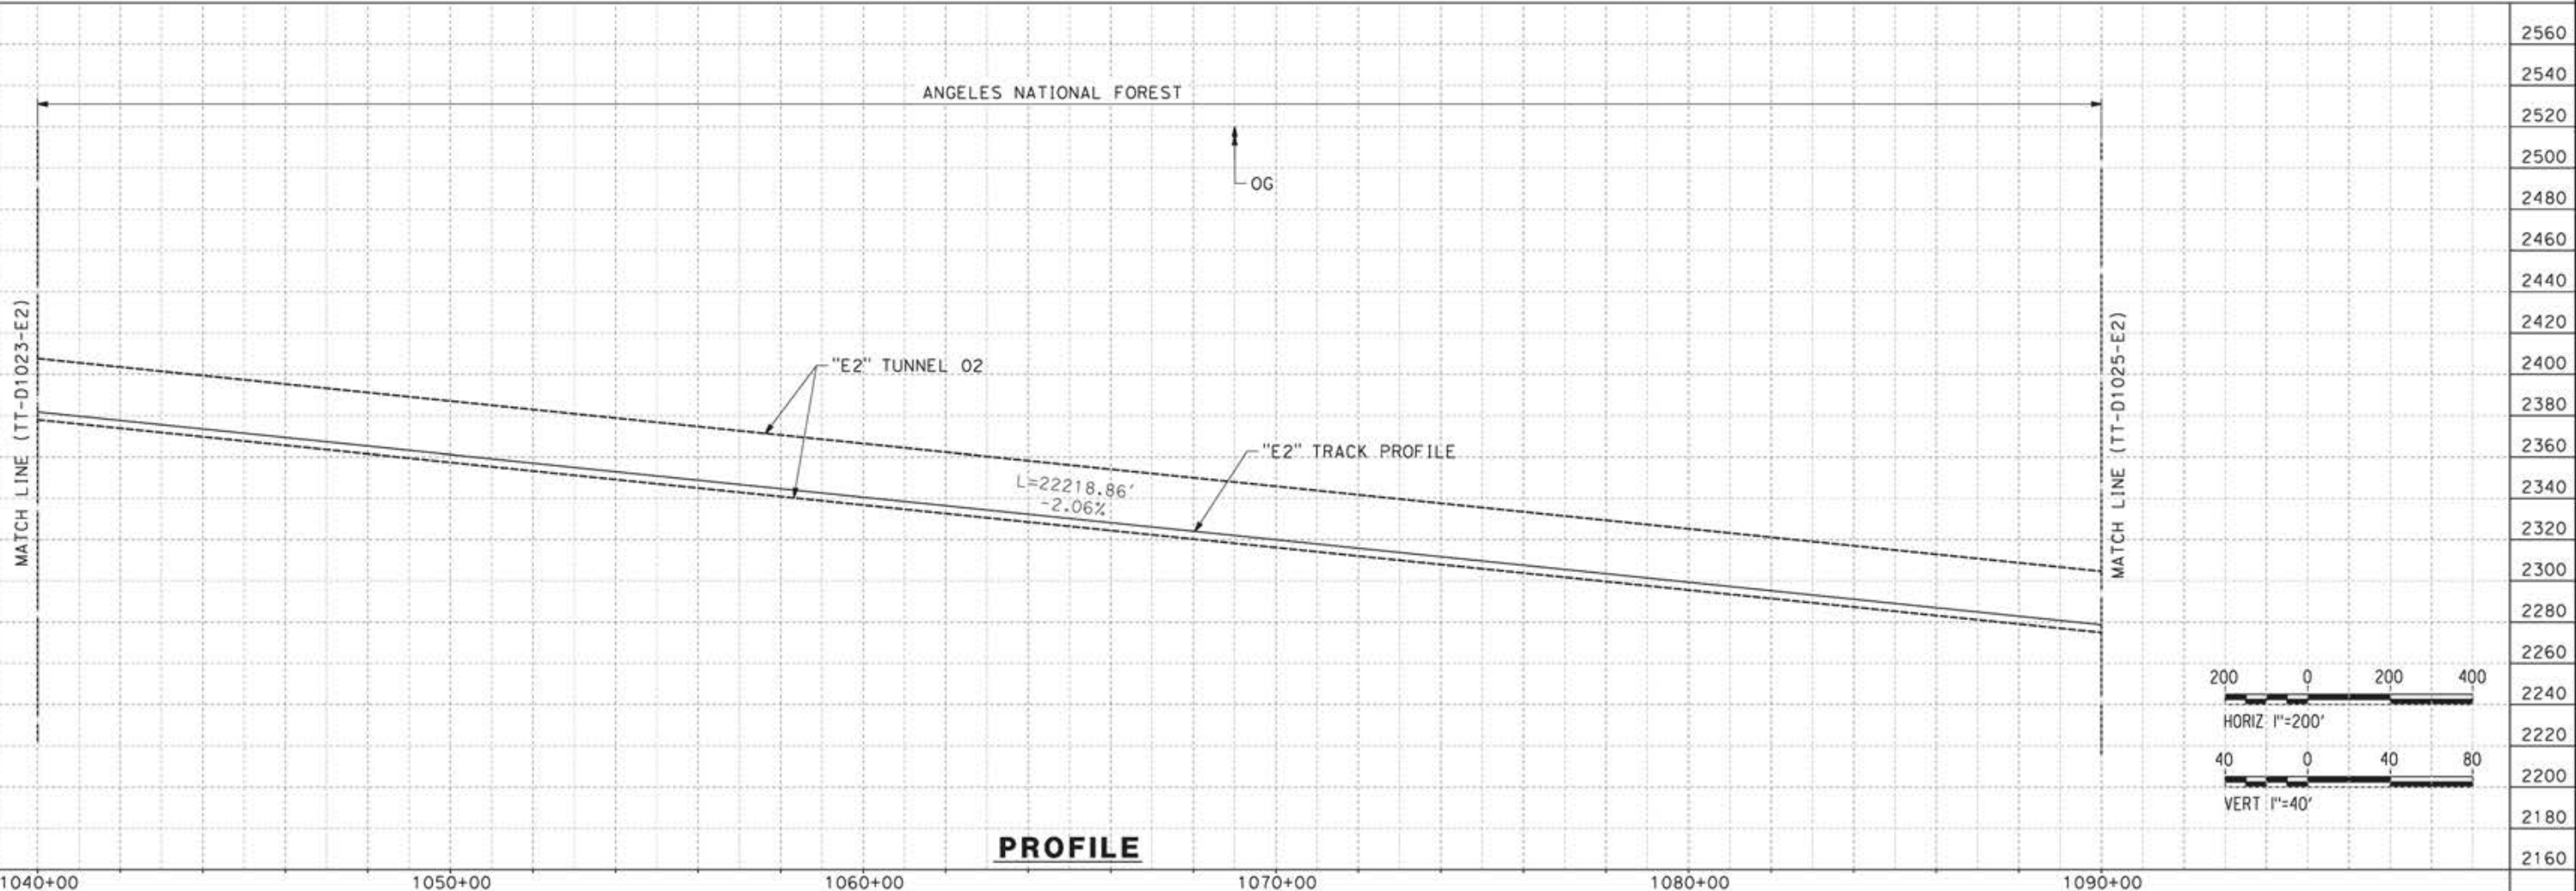 ANGELES NATIONAL FOREST
OG
MATCH LINE (TT-D1023-E2)
"E2" TUNNEL 02
"E2" TRACK PROFILE
L=22218.86'
-2.06%
MATCH LINE (TT-D1025-E2)
2560
2540
2520
2500
2480
2460
2440
2420
2400
2380
2360
2340
2320
2300
2280
2260
2240
2220
2200
2180
2160
200 0 200 400
HORIZ 1"=200'
40 0 40 80
VERT 1"=40'
PROFILE
1040+00 1050+00 1060+00 1070+00 1080+00 1090+00